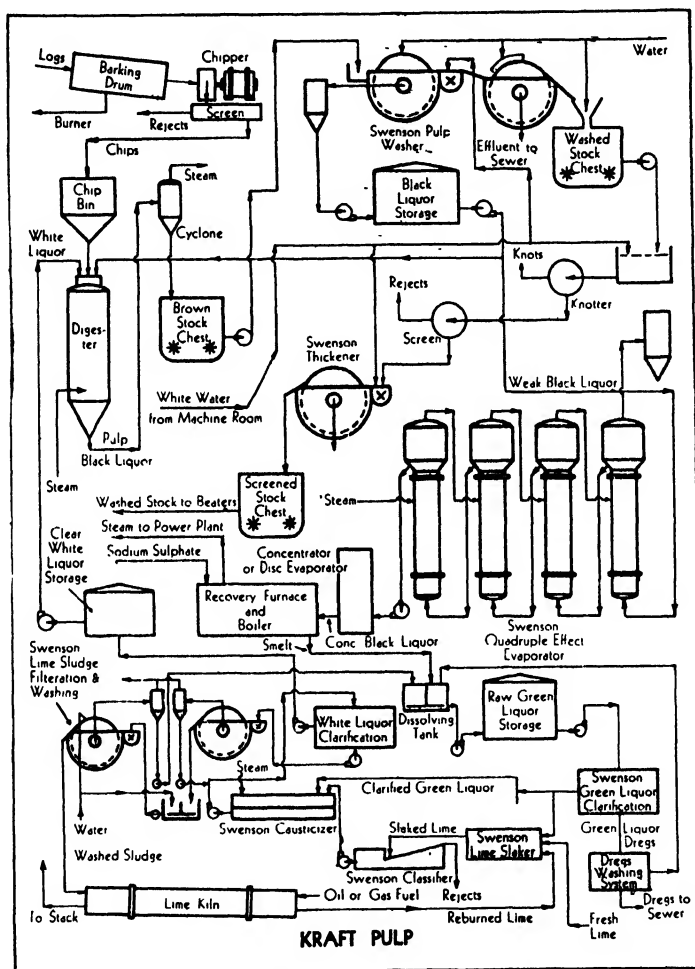 Logs
Barking
Drum
Chipper
Screen
Burner
Rejects
Chips
Chip
Bin
Steam
Cyclone
White
Liquor
Diges-
ter
Brown
Stock
Chest
Pulp
Black Liquor
Steam
White Water
from Machine Room
Water
Swenson Pulp
Washer
Effluent to
Sewer
Washed
Stock
Chest
Black
Liquor
Storage
Knots
Knotter
Rejects
Screen
Swenson
Thickener
Weak Black Liquor
Steam
Washed Stock to Beaters
Screened
Stock
Chest
Steam to Power Plant
Sodium Sulphate
Clear
White
Liquor
Storage
Concentrator
or Disc Evaporator
Recovery Furnace
and
Boiler
Smelt
Conc. Black Liquor
Swenson
Quadruple Effect
Evaporator
Swenson
Lime Sludge
Filteration &
Washing
White Liquor
Clarification
Dissolving
Tank
Raw Green
Liquor
Storage
Steam
Swenson Causticizer
Clarified Green Liquor
Swenson
Green Liquor
Clarification
Green Liquor
Dregs
Water
Washed Sludge
Slaked Lime
Swenson
Lime Slaker
Swenson Classifier
Rejects
Dregs
Washing
System
Dregs to
Sewer
To Stack
Lime Kiln
Oil or Gas Fuel
Reburned Lime
Fresh
Lime
KRAFT PULP